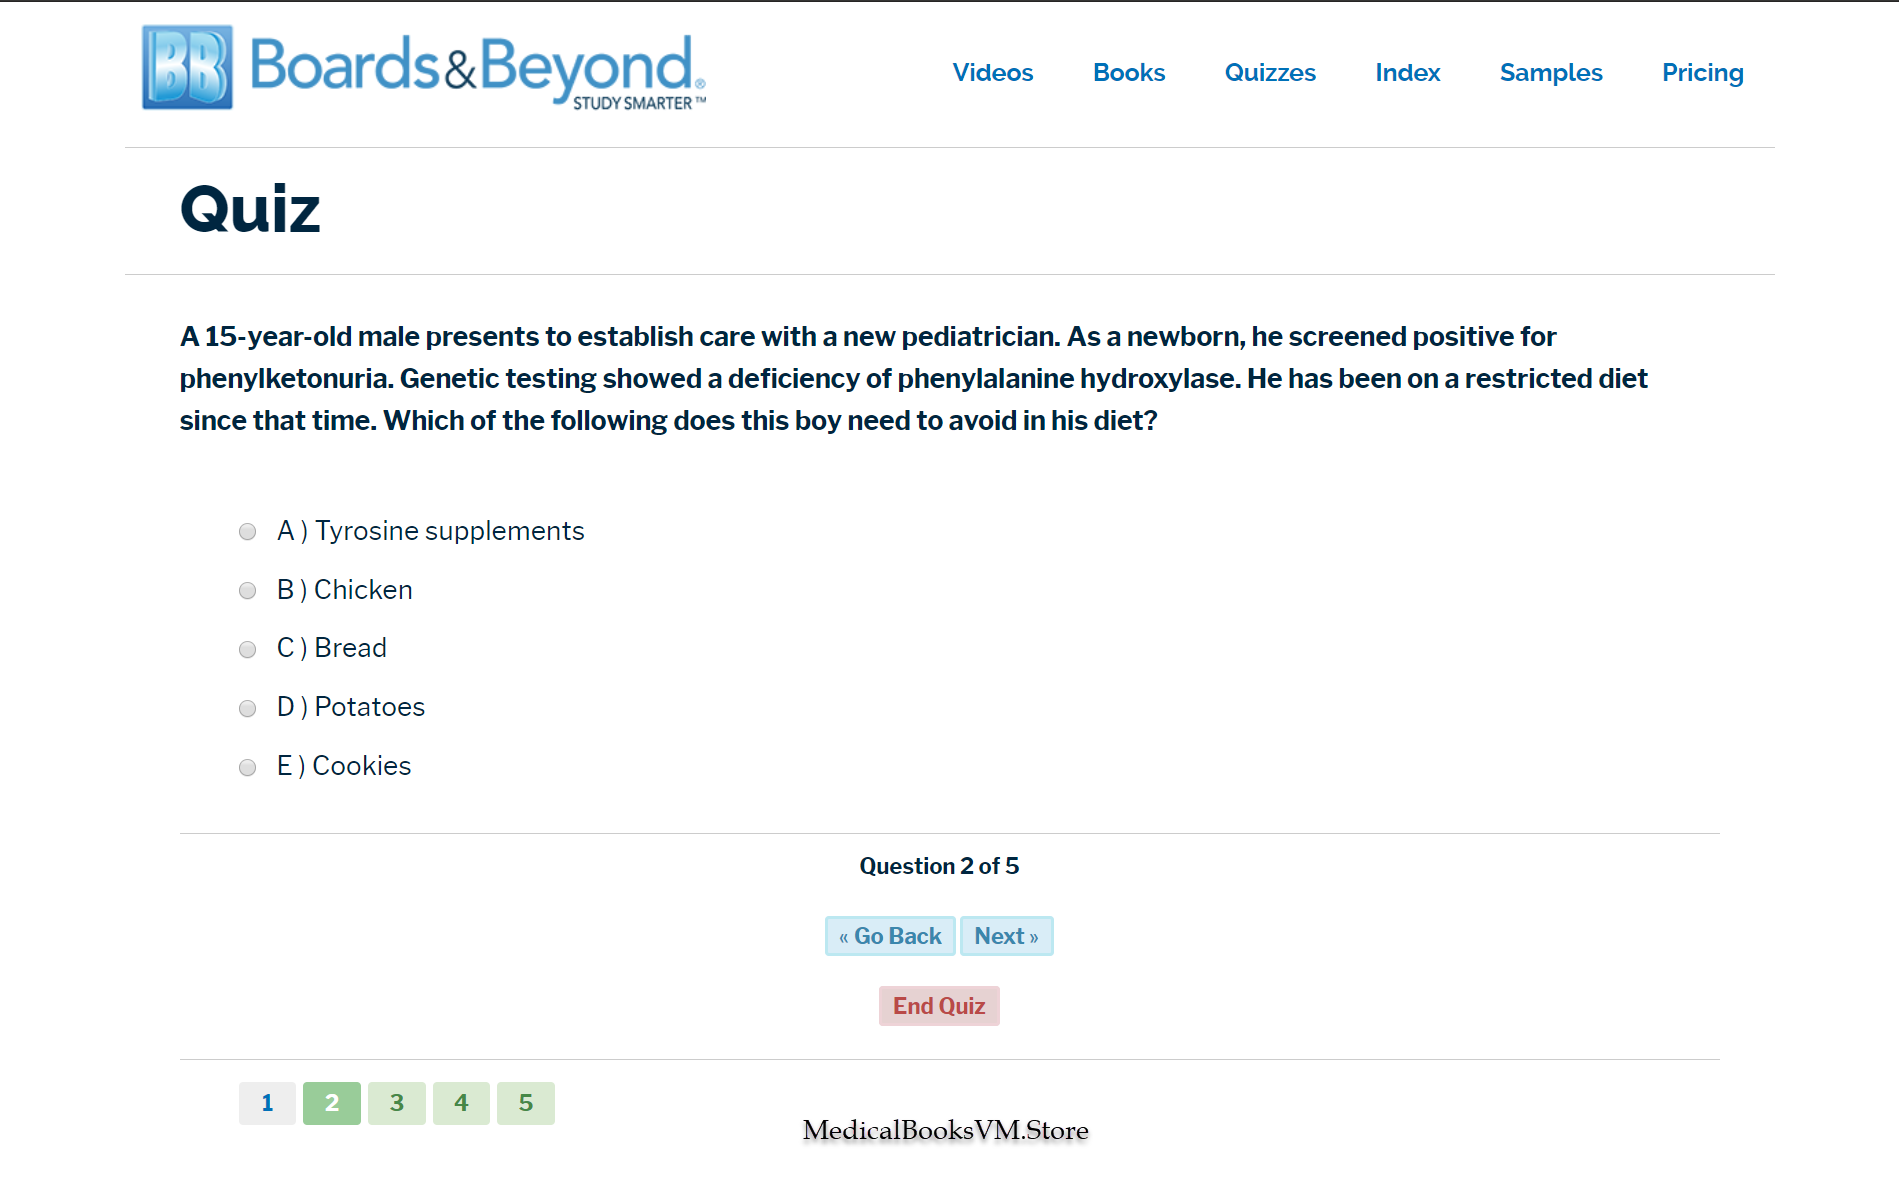 BB Boards&Beyond.®
STUDY SMARTER™
Videos Books Quizzes Index Samples Pricing
Quiz
A 15-year-old male presents to establish care with a new pediatrician. As a newborn, he screened positive for
phenylketonuria. Genetic testing showed a deficiency of phenylalanine hydroxylase. He has been on a restricted diet
since that time. Which of the following does this boy need to avoid in his diet?
A ) Tyrosine supplements
B ) Chicken
C ) Bread
D ) Potatoes
E ) Cookies
Question 2 of 5
« Go Back Next »
End Quiz
1 2 3 4 5
MedicalBooksVM.Store